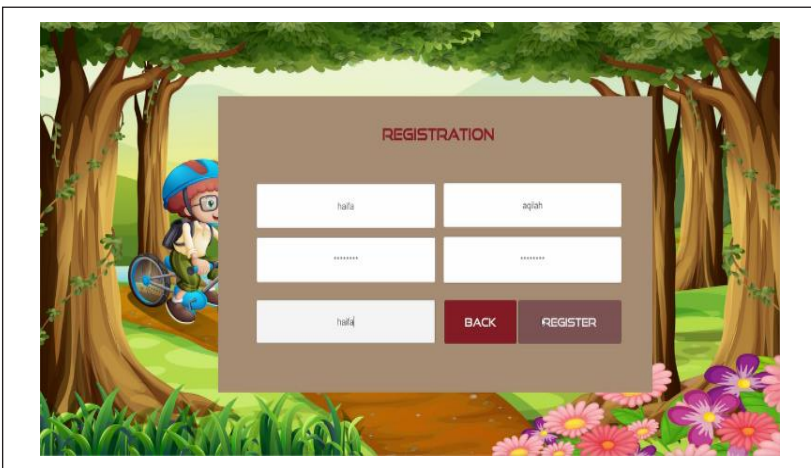 REGISTRATION
haifa aqilah
******** ********
haifa BACK REGISTER